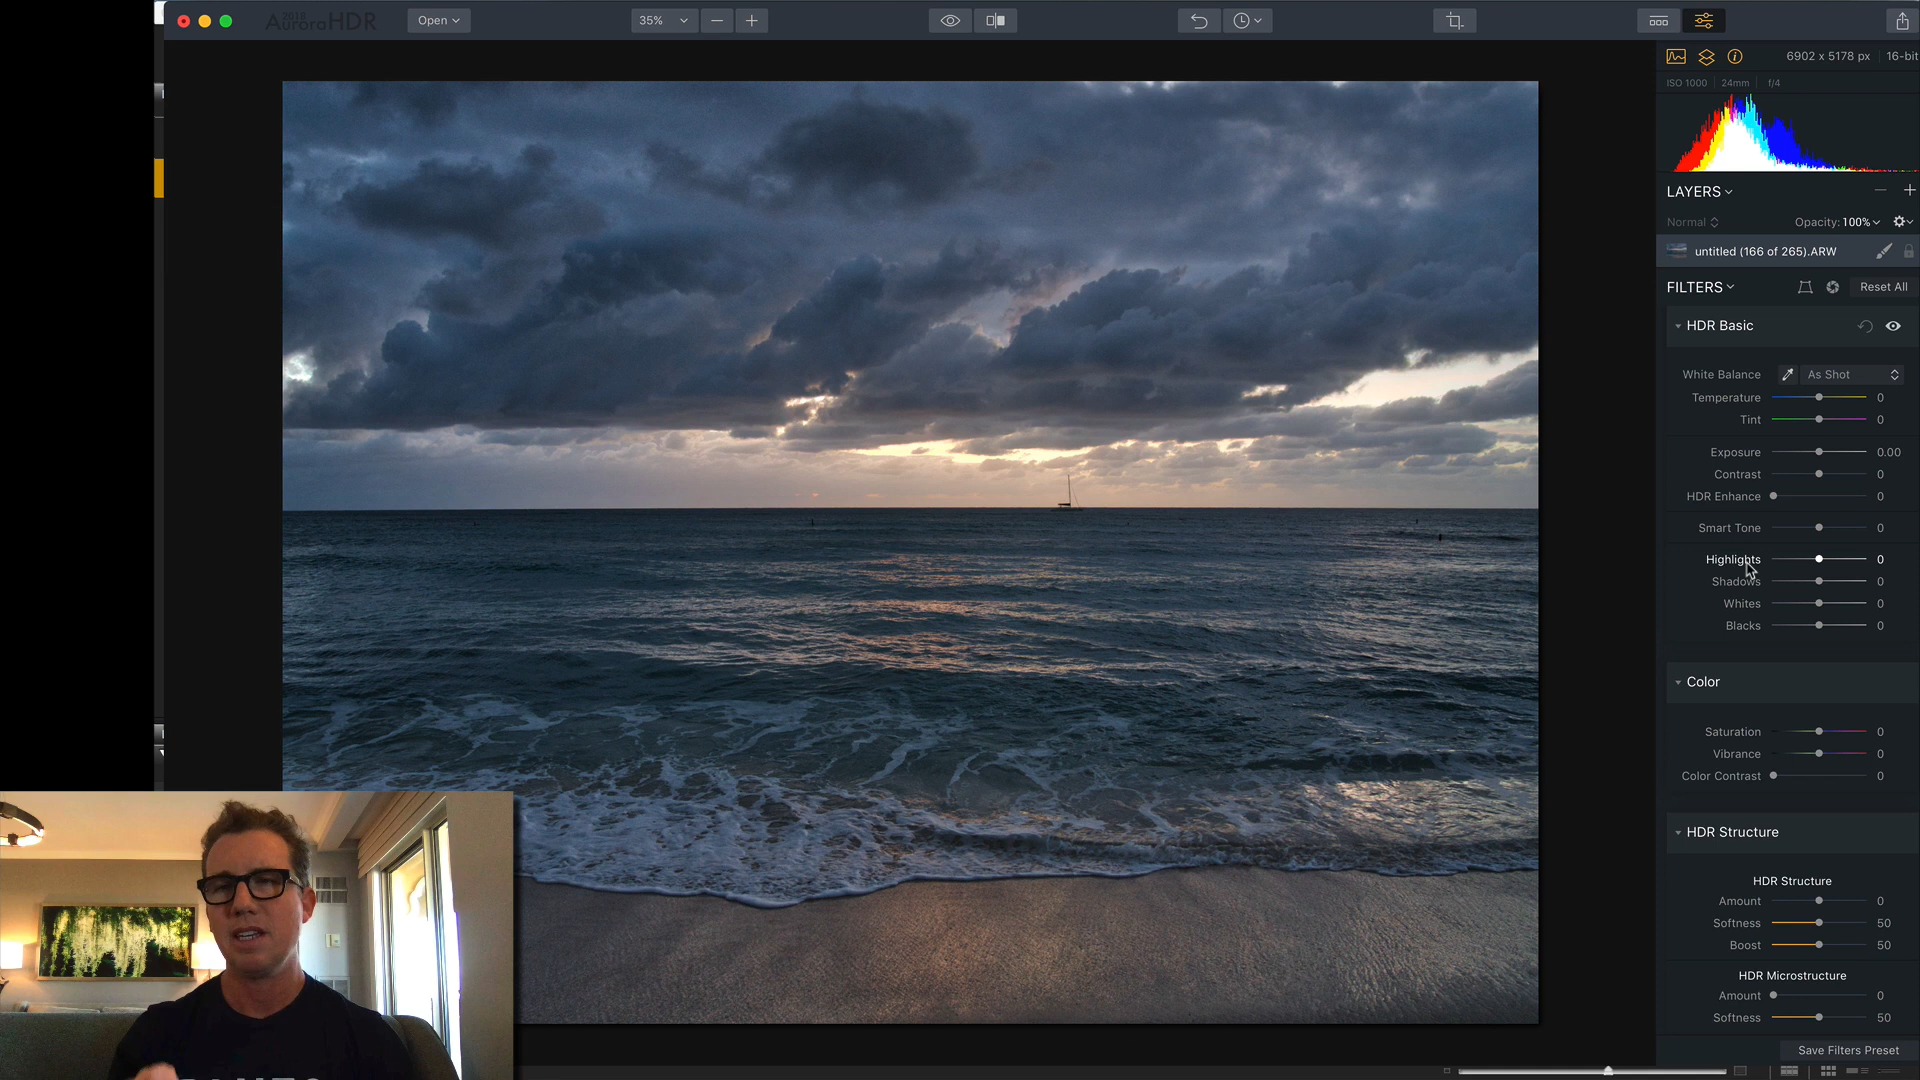 2018
AuroraHDR
Open
35%
6902 x 5178 px
16-bit
ISO 1000
24mm
f/4
LAYERS
Normal
Opacity: 100%
untitled (166 of 265).ARW
FILTERS
Reset All
HDR Basic
White Balance
As Shot
Temperature 0
Tint 0
Exposure 0.00
Contrast 0
HDR Enhance 0
Smart Tone 0
Highlights 0
Shadows 0
Whites 0
Blacks 0
Color
Saturation 0
Vibrance 0
Color Contrast 0
HDR Structure
HDR Structure
Amount 0
Softness 50
Boost 50
HDR Microstructure
Amount 0
Softness 50
Save Filters Preset